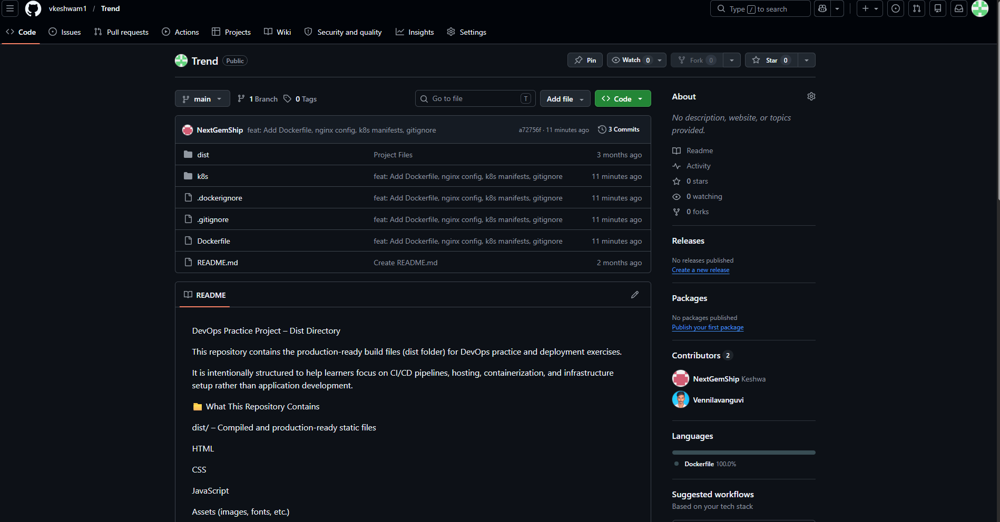 vkeshwam1 / Trend
Type / to search
Code
Issues
Pull requests
Actions
Projects
Wiki
Security and quality
Insights
Settings
Trend Public
Pin
Watch 0
Fork 0
Star 0
main
1 Branch
0 Tags
Go to file T
Add file
Code
NextGemShip feat: Add Dockerfile, nginx config, k8s manifests, gitignore a72756f · 11 minutes ago 3 Commits
dist Project Files 3 months ago
k8s feat: Add Dockerfile, nginx config, k8s manifests, gitignore 11 minutes ago
.dockerignore feat: Add Dockerfile, nginx config, k8s manifests, gitignore 11 minutes ago
.gitignore feat: Add Dockerfile, nginx config, k8s manifests, gitignore 11 minutes ago
Dockerfile feat: Add Dockerfile, nginx config, k8s manifests, gitignore 11 minutes ago
README.md Create README.md 2 months ago
README
DevOps Practice Project – Dist Directory
This repository contains the production-ready build files (dist folder) for DevOps practice and deployment exercises.
It is intentionally structured to help learners focus on CI/CD pipelines, hosting, containerization, and infrastructure
setup rather than application development.
What This Repository Contains
dist/ – Compiled and production-ready static files
HTML
CSS
JavaScript
Assets (images, fonts, etc.)
About
No description, website, or topics
provided.
Readme
Activity
0 stars
0 watching
0 forks
Releases
No releases published
Create a new release
Packages
No packages published
Publish your first package
Contributors 2
NextGemShip Keshwa
Vennilavanguvi
Languages
Dockerfile 100.0%
Suggested workflows
Based on your tech stack